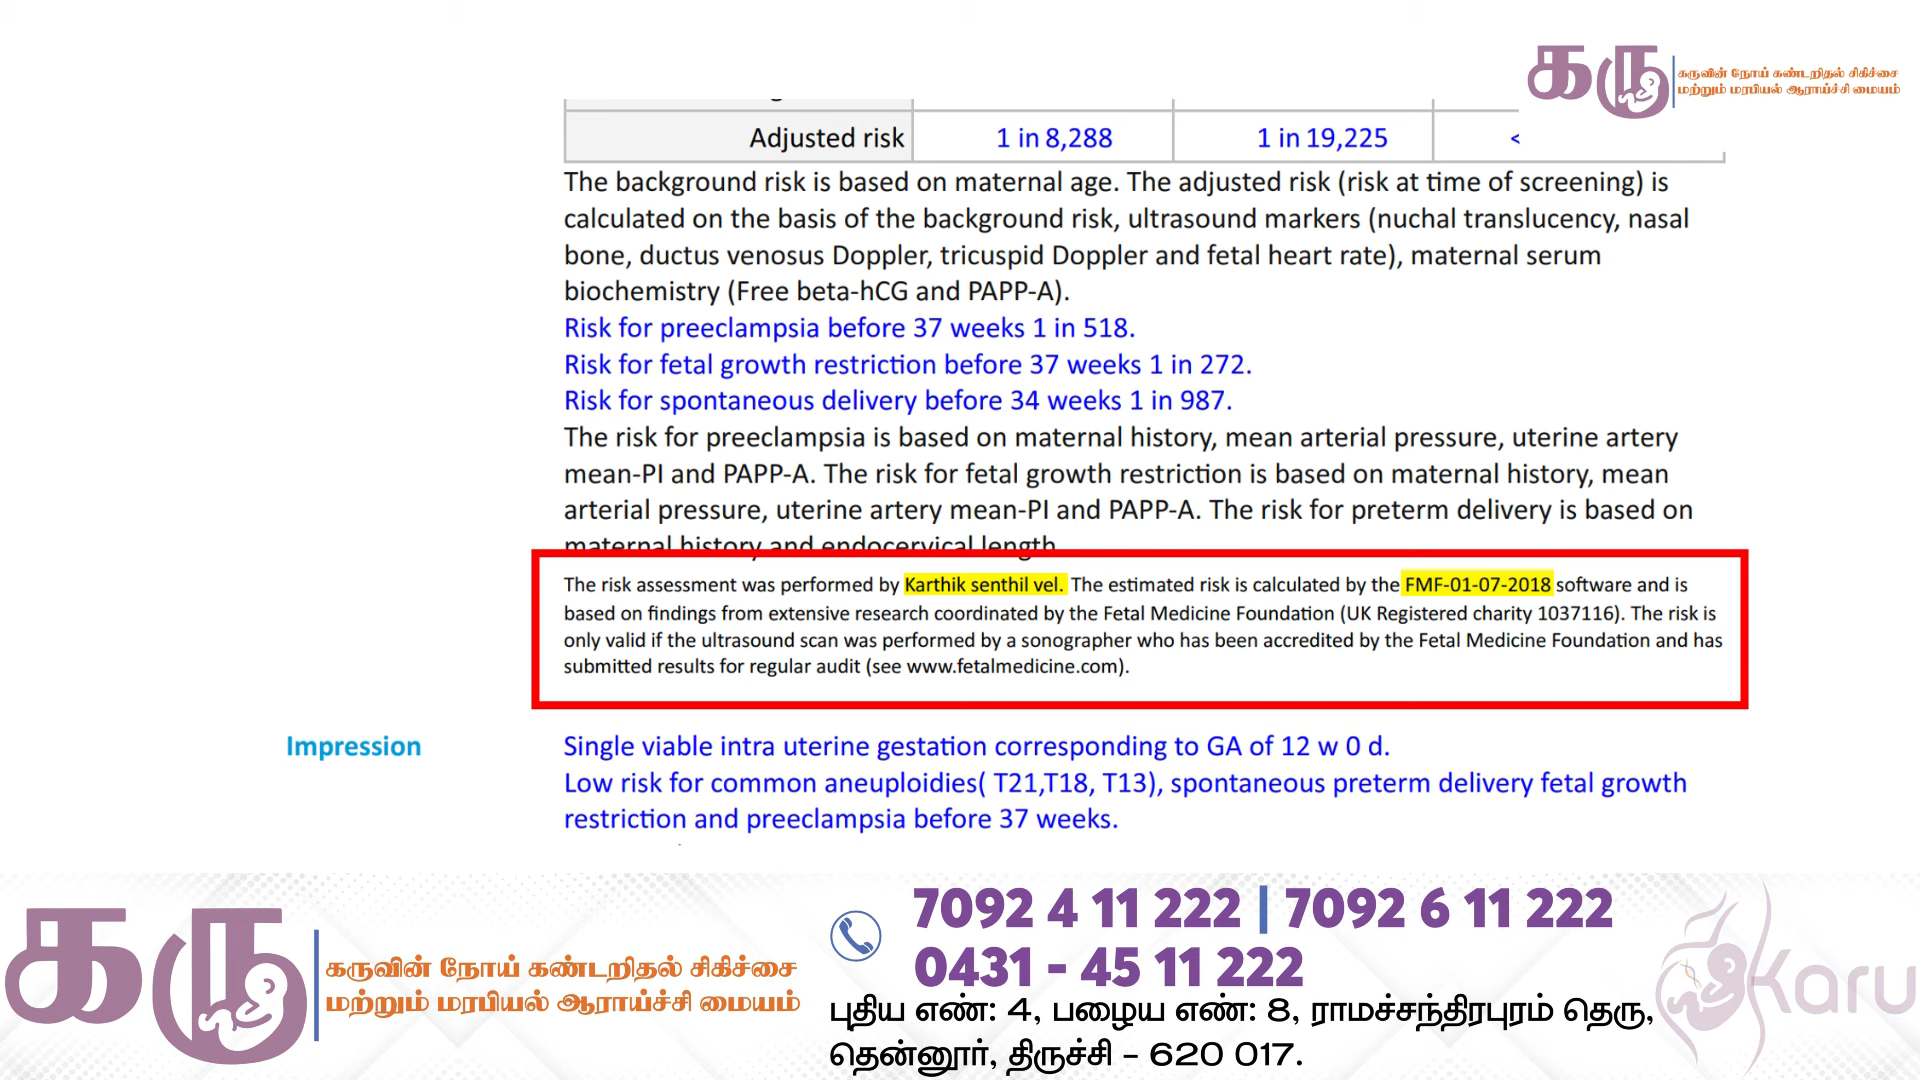 கரு
கருவின் நோய் கண்டறிதல் சிகிச்சை
மற்றும் மரபியல் ஆராய்ச்சி மையம்
Adjusted risk 1 in 8,288 1 in 19,225 <
The background risk is based on maternal age. The adjusted risk (risk at time of screening) is
calculated on the basis of the background risk, ultrasound markers (nuchal translucency, nasal
bone, ductus venosus Doppler, tricuspid Doppler and fetal heart rate), maternal serum
biochemistry (Free beta-hCG and PAPP-A).
Risk for preeclampsia before 37 weeks 1 in 518.
Risk for fetal growth restriction before 37 weeks 1 in 272.
Risk for spontaneous delivery before 34 weeks 1 in 987.
The risk for preeclampsia is based on maternal history, mean arterial pressure, uterine artery
mean-PI and PAPP-A. The risk for fetal growth restriction is based on maternal history, mean
arterial pressure, uterine artery mean-PI and PAPP-A. The risk for preterm delivery is based on
maternal history and endocervical length
The risk assessment was performed by Karthik senthil vel. The estimated risk is calculated by the FMF-01-07-2018 software and is
based on findings from extensive research coordinated by the Fetal Medicine Foundation (UK Registered charity 1037116). The risk is
only valid if the ultrasound scan was performed by a sonographer who has been accredited by the Fetal Medicine Foundation and has
submitted results for regular audit (see www.fetalmedicine.com).
Impression
Single viable intra uterine gestation corresponding to GA of 12 w 0 d.
Low risk for common aneuploidies( T21,T18, T13), spontaneous preterm delivery fetal growth
restriction and preeclampsia before 37 weeks.
கரு
கருவின் நோய் கண்டறிதல் சிகிச்சை
மற்றும் மரபியல் ஆராய்ச்சி மையம்
7092 4 11 222 | 7092 6 11 222
0431 - 45 11 222
புதிய எண்: 4, பழைய எண்: 8, ராமச்சந்திரபுரம் தெரு,
தென்னூர், திருச்சி – 620 017.
Karu